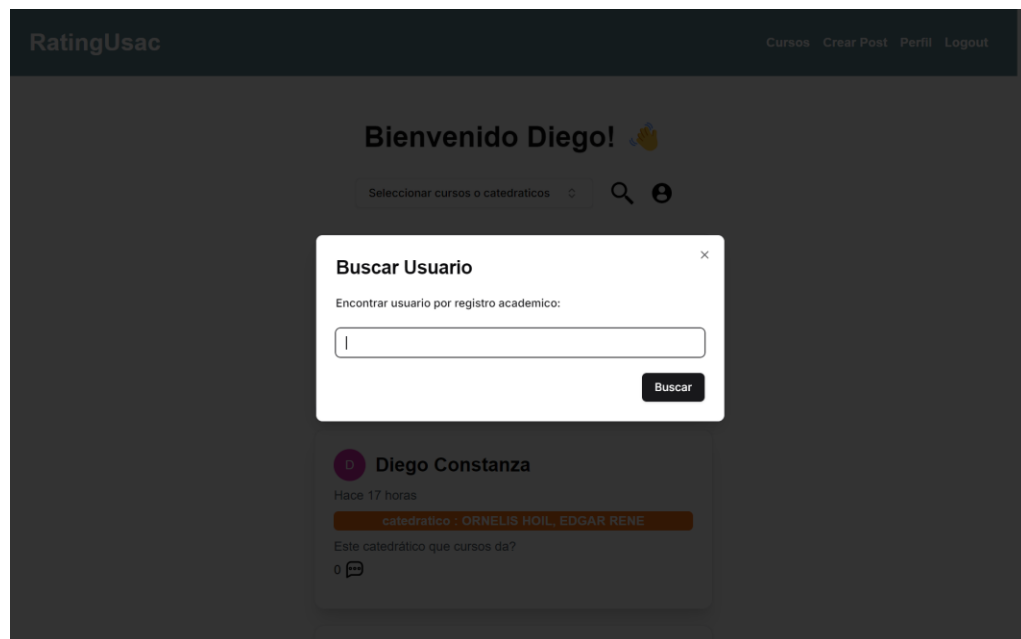 RatingUsac
Cursos Crear Post Perfil Logout
Bienvenido Diego! 👋
Seleccionar cursos o catedraticos
Buscar Usuario
Encontrar usuario por registro academico:
Buscar
D Diego Constanza
Hace 17 horas
catedratico : ORNELIS HOIL, EDGAR RENE
Este catedrático que cursos da?
0